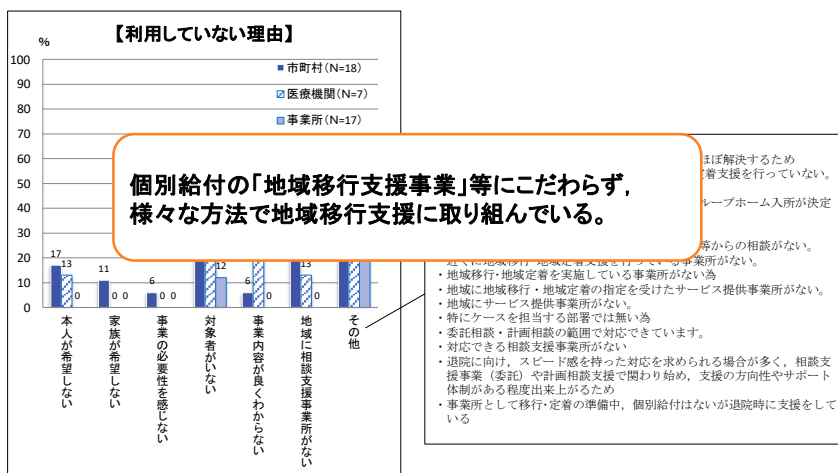 【利用していない理由】
%
100
90
80
70
60
50
40
30
20
10
0
市町村(N=18)
医療機関(N=7)
事業所(N=17)
個別給付の「地域移行支援事業」等にこだわらず，
様々な方法で地域移行支援に取り組んでいる。
17
13
0
11
0
0
6
0
0
12
6
0
13
0
本人が希望しない
家族が希望しない
事業の必要性を感じない
対象者がいない
事業内容が良くわからない
地域に相談支援事業所がない
その他
ほぼ解決するため
定着支援を行っていない。
ループホーム入所が決定
等からの相談がない。
・近くに地域移行・地域定着支援を行っている事業所がない。
・地域移行・地域定着を実施している事業所がない為
・地域に地域移行・地域定着の指定を受けたサービス提供事業所がない。
・地域にサービス提供事業所がない。
・特にケースを担当する部署では無い為
・委託相談・計画相談の範囲で対応できています。
・対応できる相談支援事業所がない
・退院に向け，スピード感を持った対応を求められる場合が多く，相談支
援事業（委託）や計画相談支援で関わり始め，支援の方向性やサポート
体制がある程度出来上がるため
・事業所として移行・定着の準備中，個別給付はないが退院時に支援をして
いる